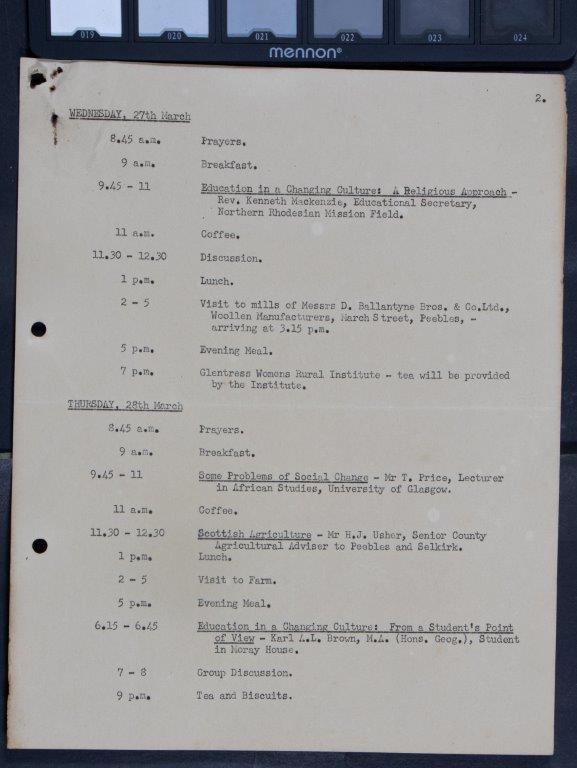 019 020 021 022 023 024
mennon®
2.
WEDNESDAY, 27th March
8.45 a.m. Prayers.
9 a.m. Breakfast.
9.45 - 11 Education in a Changing Culture: A Religious Approach -
Rev. Kenneth Mackenzie, Educational Secretary,
Northern Rhodesian Mission Field.
11 a.m. Coffee.
11.30 - 12.30 Discussion.
1 p.m. Lunch.
2 - 5 Visit to mills of Messrs D. Ballantyne Bros. & Co.Ltd.,
Woollen Manufacturers, March Street, Peebles, -
arriving at 3.15 p.m.
5 p.m. Evening Meal.
7 p.m. Glentress Womens Rural Institute - tea will be provided
by the Institute.
THURSDAY, 28th March
8.45 a.m. Prayers.
9 a.m. Breakfast.
9.45 - 11 Some Problems of Social Change - Mr T. Price, Lecturer
in African Studies, University of Glasgow.
11 a.m. Coffee.
11.30 - 12.30 Scottish Agriculture - Mr H.J. Usher, Senior County
Agricultural Adviser to Peebles and Selkirk.
1 p.m. Lunch.
2 - 5 Visit to Farm.
5 p.m. Evening Meal.
6.15 - 6.45 Education in a Changing Culture: From a Student's Point
of View - Karl A.L. Brown, M.A. (Hons. Geog.), Student
in Moray House.
7 - 8 Group Discussion.
9 p.m. Tea and Biscuits.